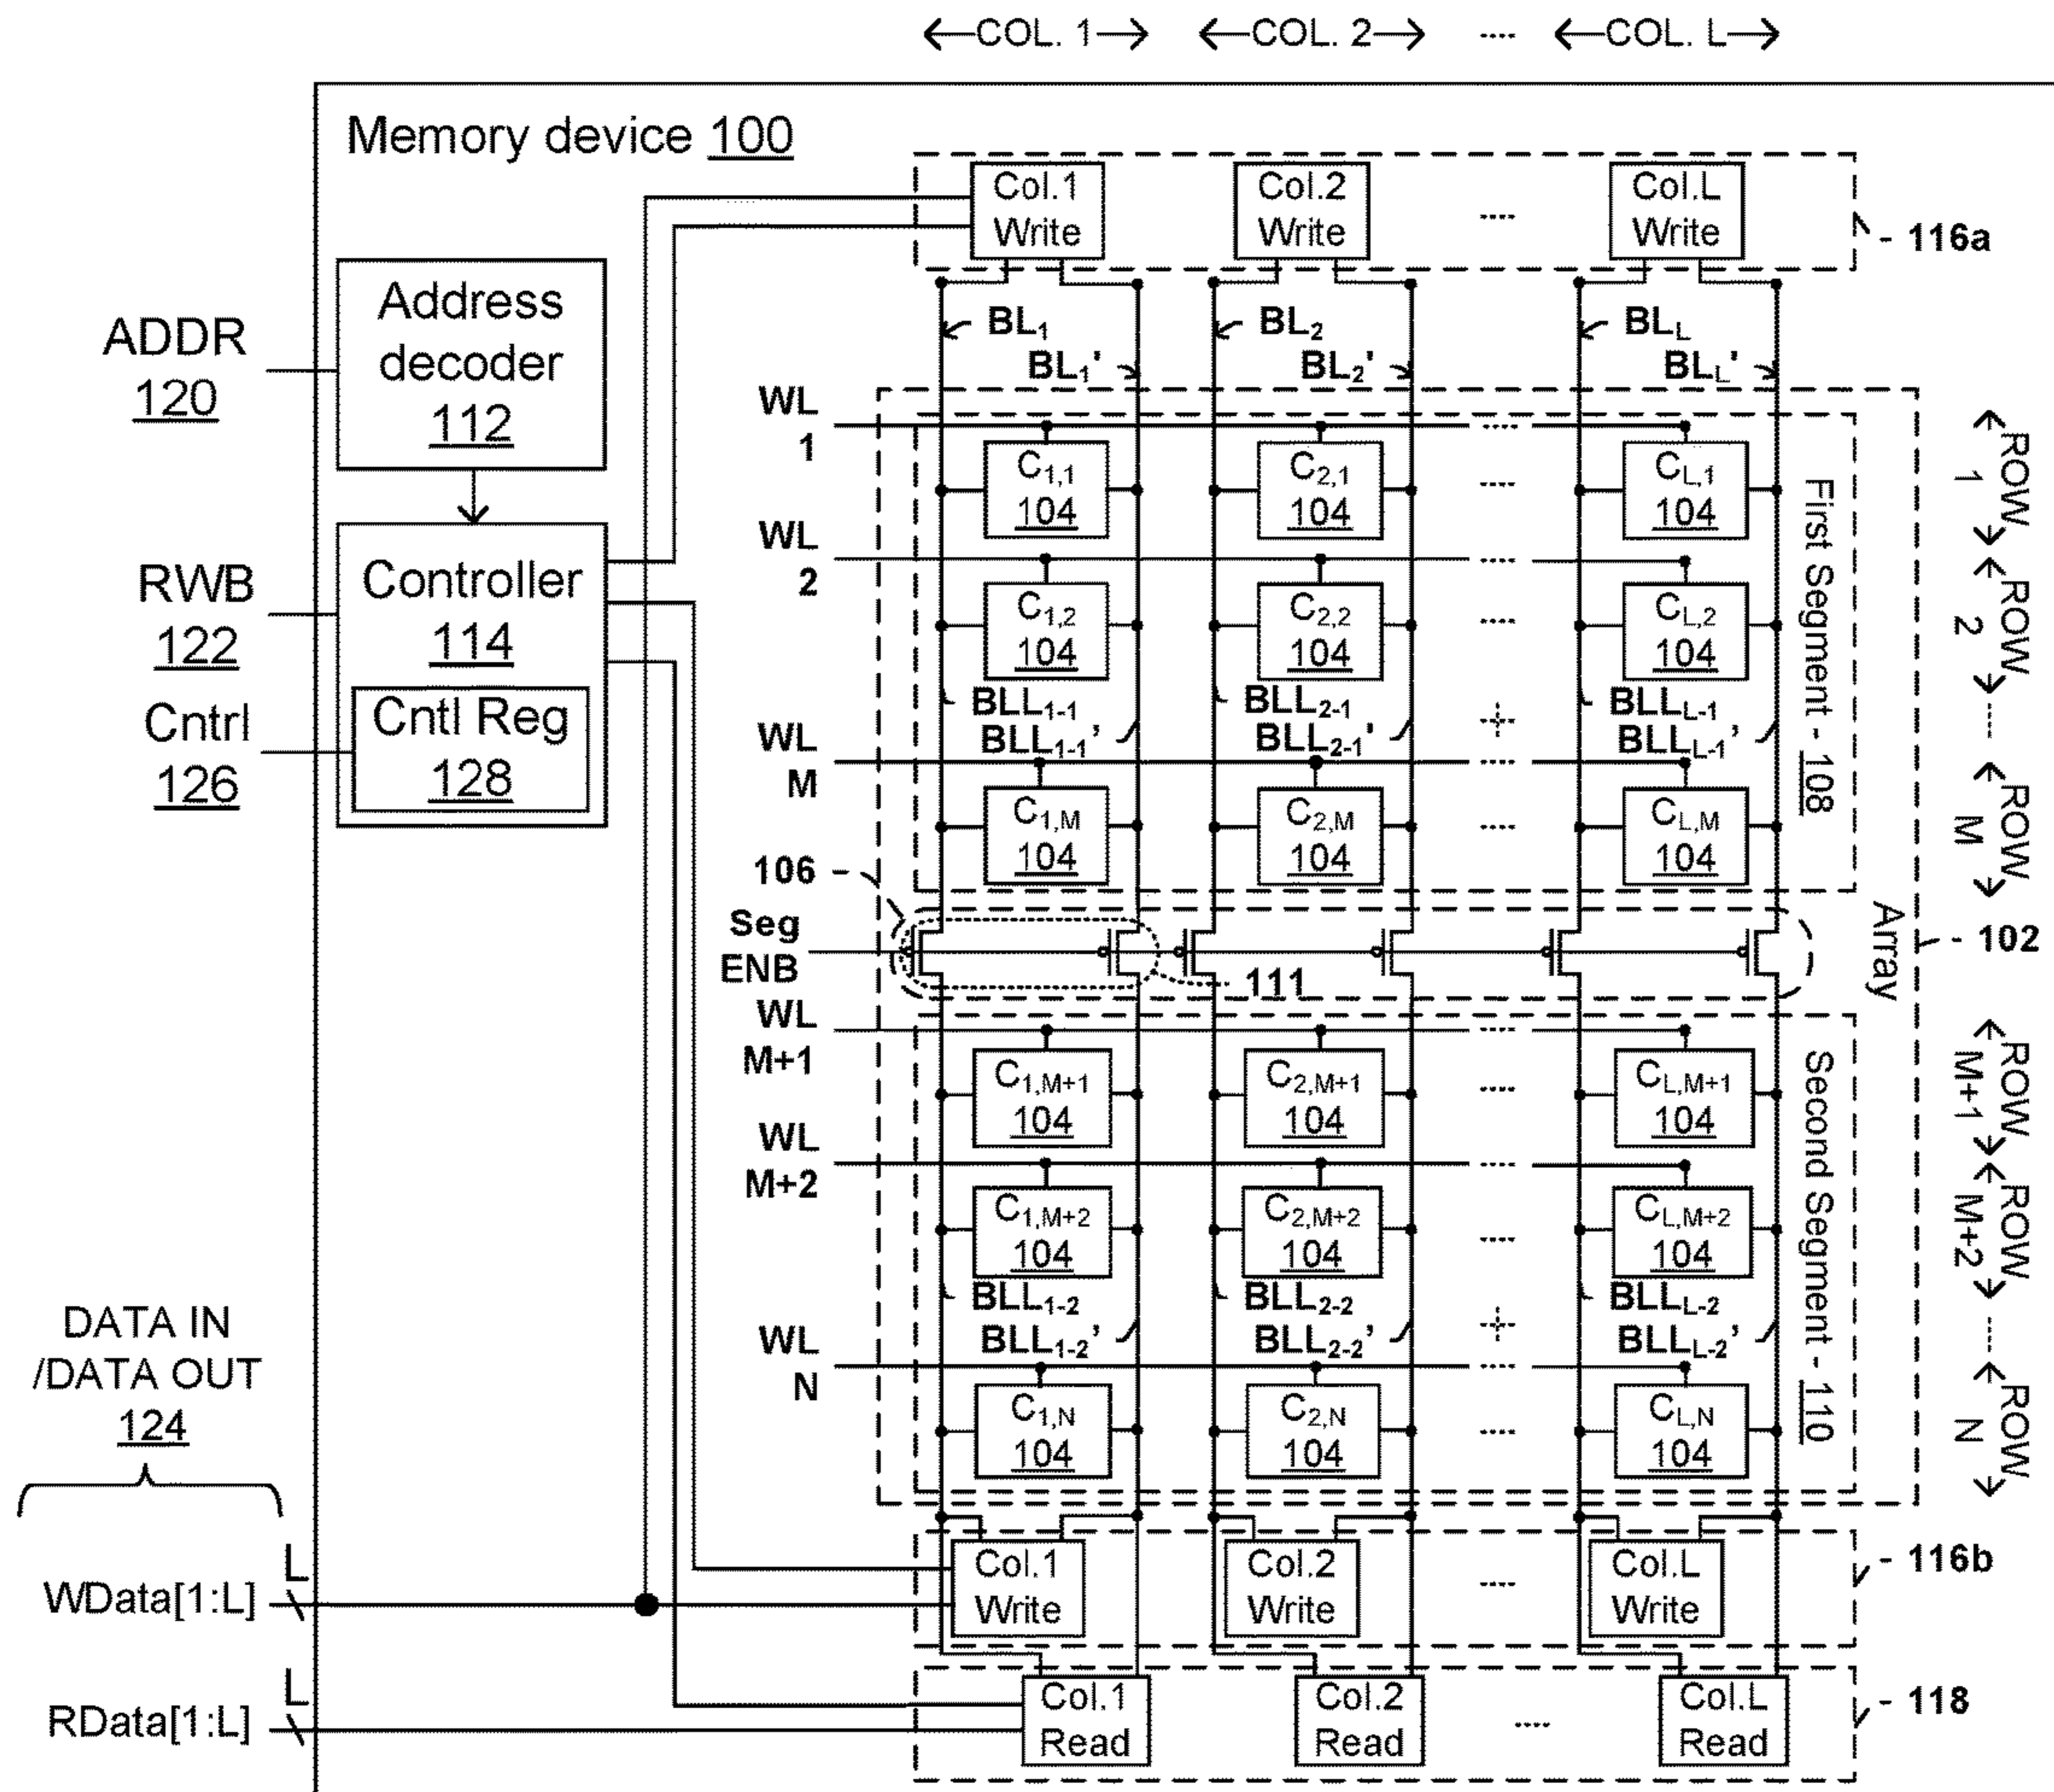 COL. 1 COL. 2 .... COL. L
Memory device 100
Col.1 Write
Col.2 Write
....
Col.L Write
116a
Address decoder 112
ADDR 120
BL1
BL1'
BL2
BL2'
BLL
BLL'
WL 1
C1,1 104
C2,1 104
....
CL,1 104
ROW 1
WL 2
C1,2 104
C2,2 104
....
CL,2 104
ROW 2
First Segment - 108
RWB 122
Controller 114
Cntl Reg 128
Cntrl 126
BLL1-1
BLL1-1'
BLL2-1
BLL2-1'
BLLL-1
BLLL-1'
WL M
C1,M 104
C2,M 104
....
CL,M 104
ROW M
106
Seg ENB
111
Array
102
WL M+1
C1,M+1 104
C2,M+1 104
....
CL,M+1 104
ROW M+1
WL M+2
C1,M+2 104
C2,M+2 104
....
CL,M+2 104
ROW M+2
Second Segment - 110
BLL1-2
BLL1-2'
BLL2-2
BLL2-2'
BLLL-2
BLLL-2'
WL N
C1,N 104
C2,N 104
....
CL,N 104
ROW N
DATA IN
/DATA OUT
124
L
WData[1:L]
Col.1 Write
Col.2 Write
....
Col.L Write
116b
L
RData[1:L]
Col.1 Read
Col.2 Read
....
Col.L Read
118